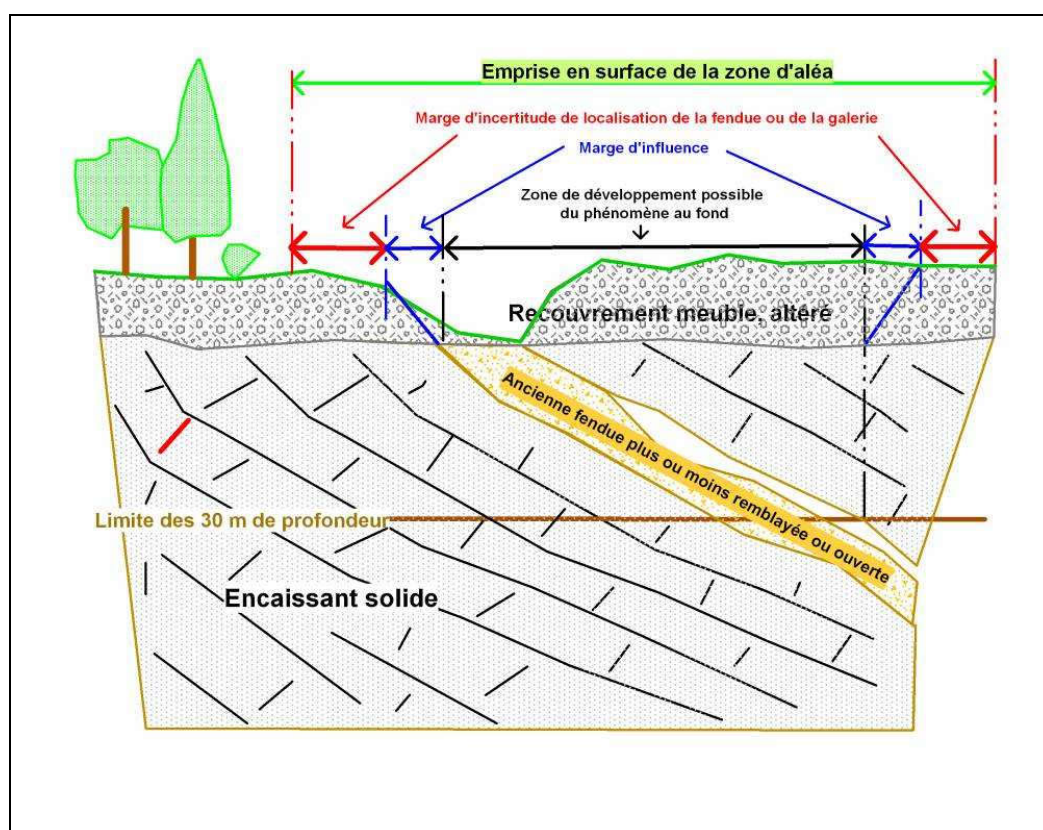 Emprise en surface de la zone d'aléa
Marge d'incertitude de localisation de la fendue ou de la galerie
Marge d'influence
Zone de développement possible
du phénomène au fond
Recouvrement meuble, altéré
Ancienne fendue plus ou moins remblayée ou ouverte
Limite des 30 m de profondeur
Encaissant solide